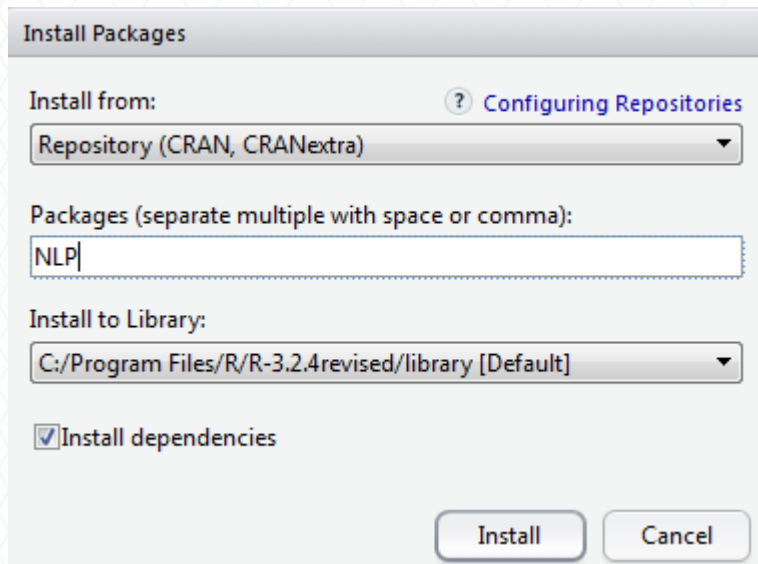 Install Packages
Install from:
? Configuring Repositories
Repository (CRAN, CRANextra)
Packages (separate multiple with space or comma):
NLP
Install to Library:
C:/Program Files/R/R-3.2.4revised/library [Default]
Install dependencies
Install
Cancel